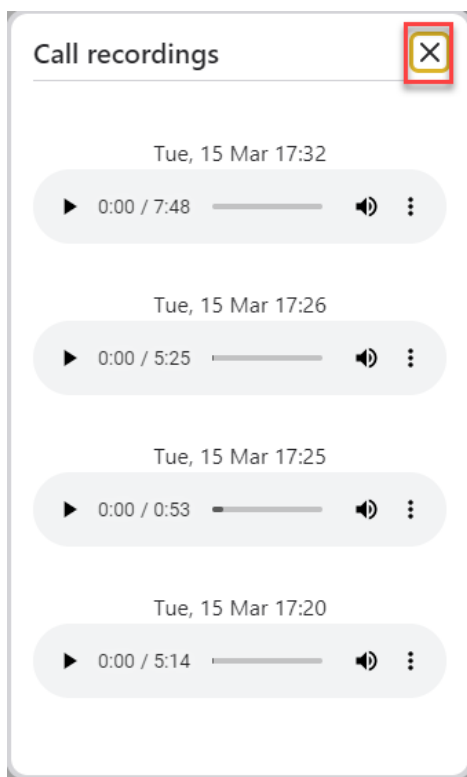 Call recordings
Tue, 15 Mar 17:32
0:00 / 7:48
Tue, 15 Mar 17:26
0:00 / 5:25
Tue, 15 Mar 17:25
0:00 / 0:53
Tue, 15 Mar 17:20
0:00 / 5:14